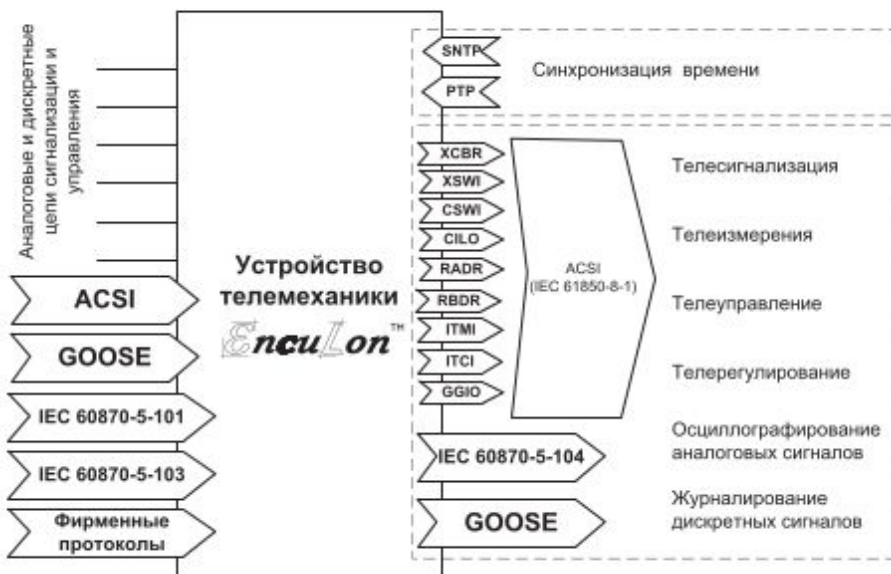 Аналоговые и дискретные
цепи сигнализации и
управления
ACSI
GOOSE
IEC 60870-5-101
IEC 60870-5-103
Фирменные
протоколы
Устройство
телемеханики
EncuLon™
SNTP
PTP
Синхронизация времени
XCBR
XSWI
CSWI
CILO
RADR
RBDR
ITMI
ITCI
GGIO
ACSI
(IEC 61850-8-1)
IEC 60870-5-104
GOOSE
Телесигнализация
Телеизмерения
Телеуправление
Телерегулирование
Осциллографирование
аналоговых сигналов
Журналирование
дискретных сигналов